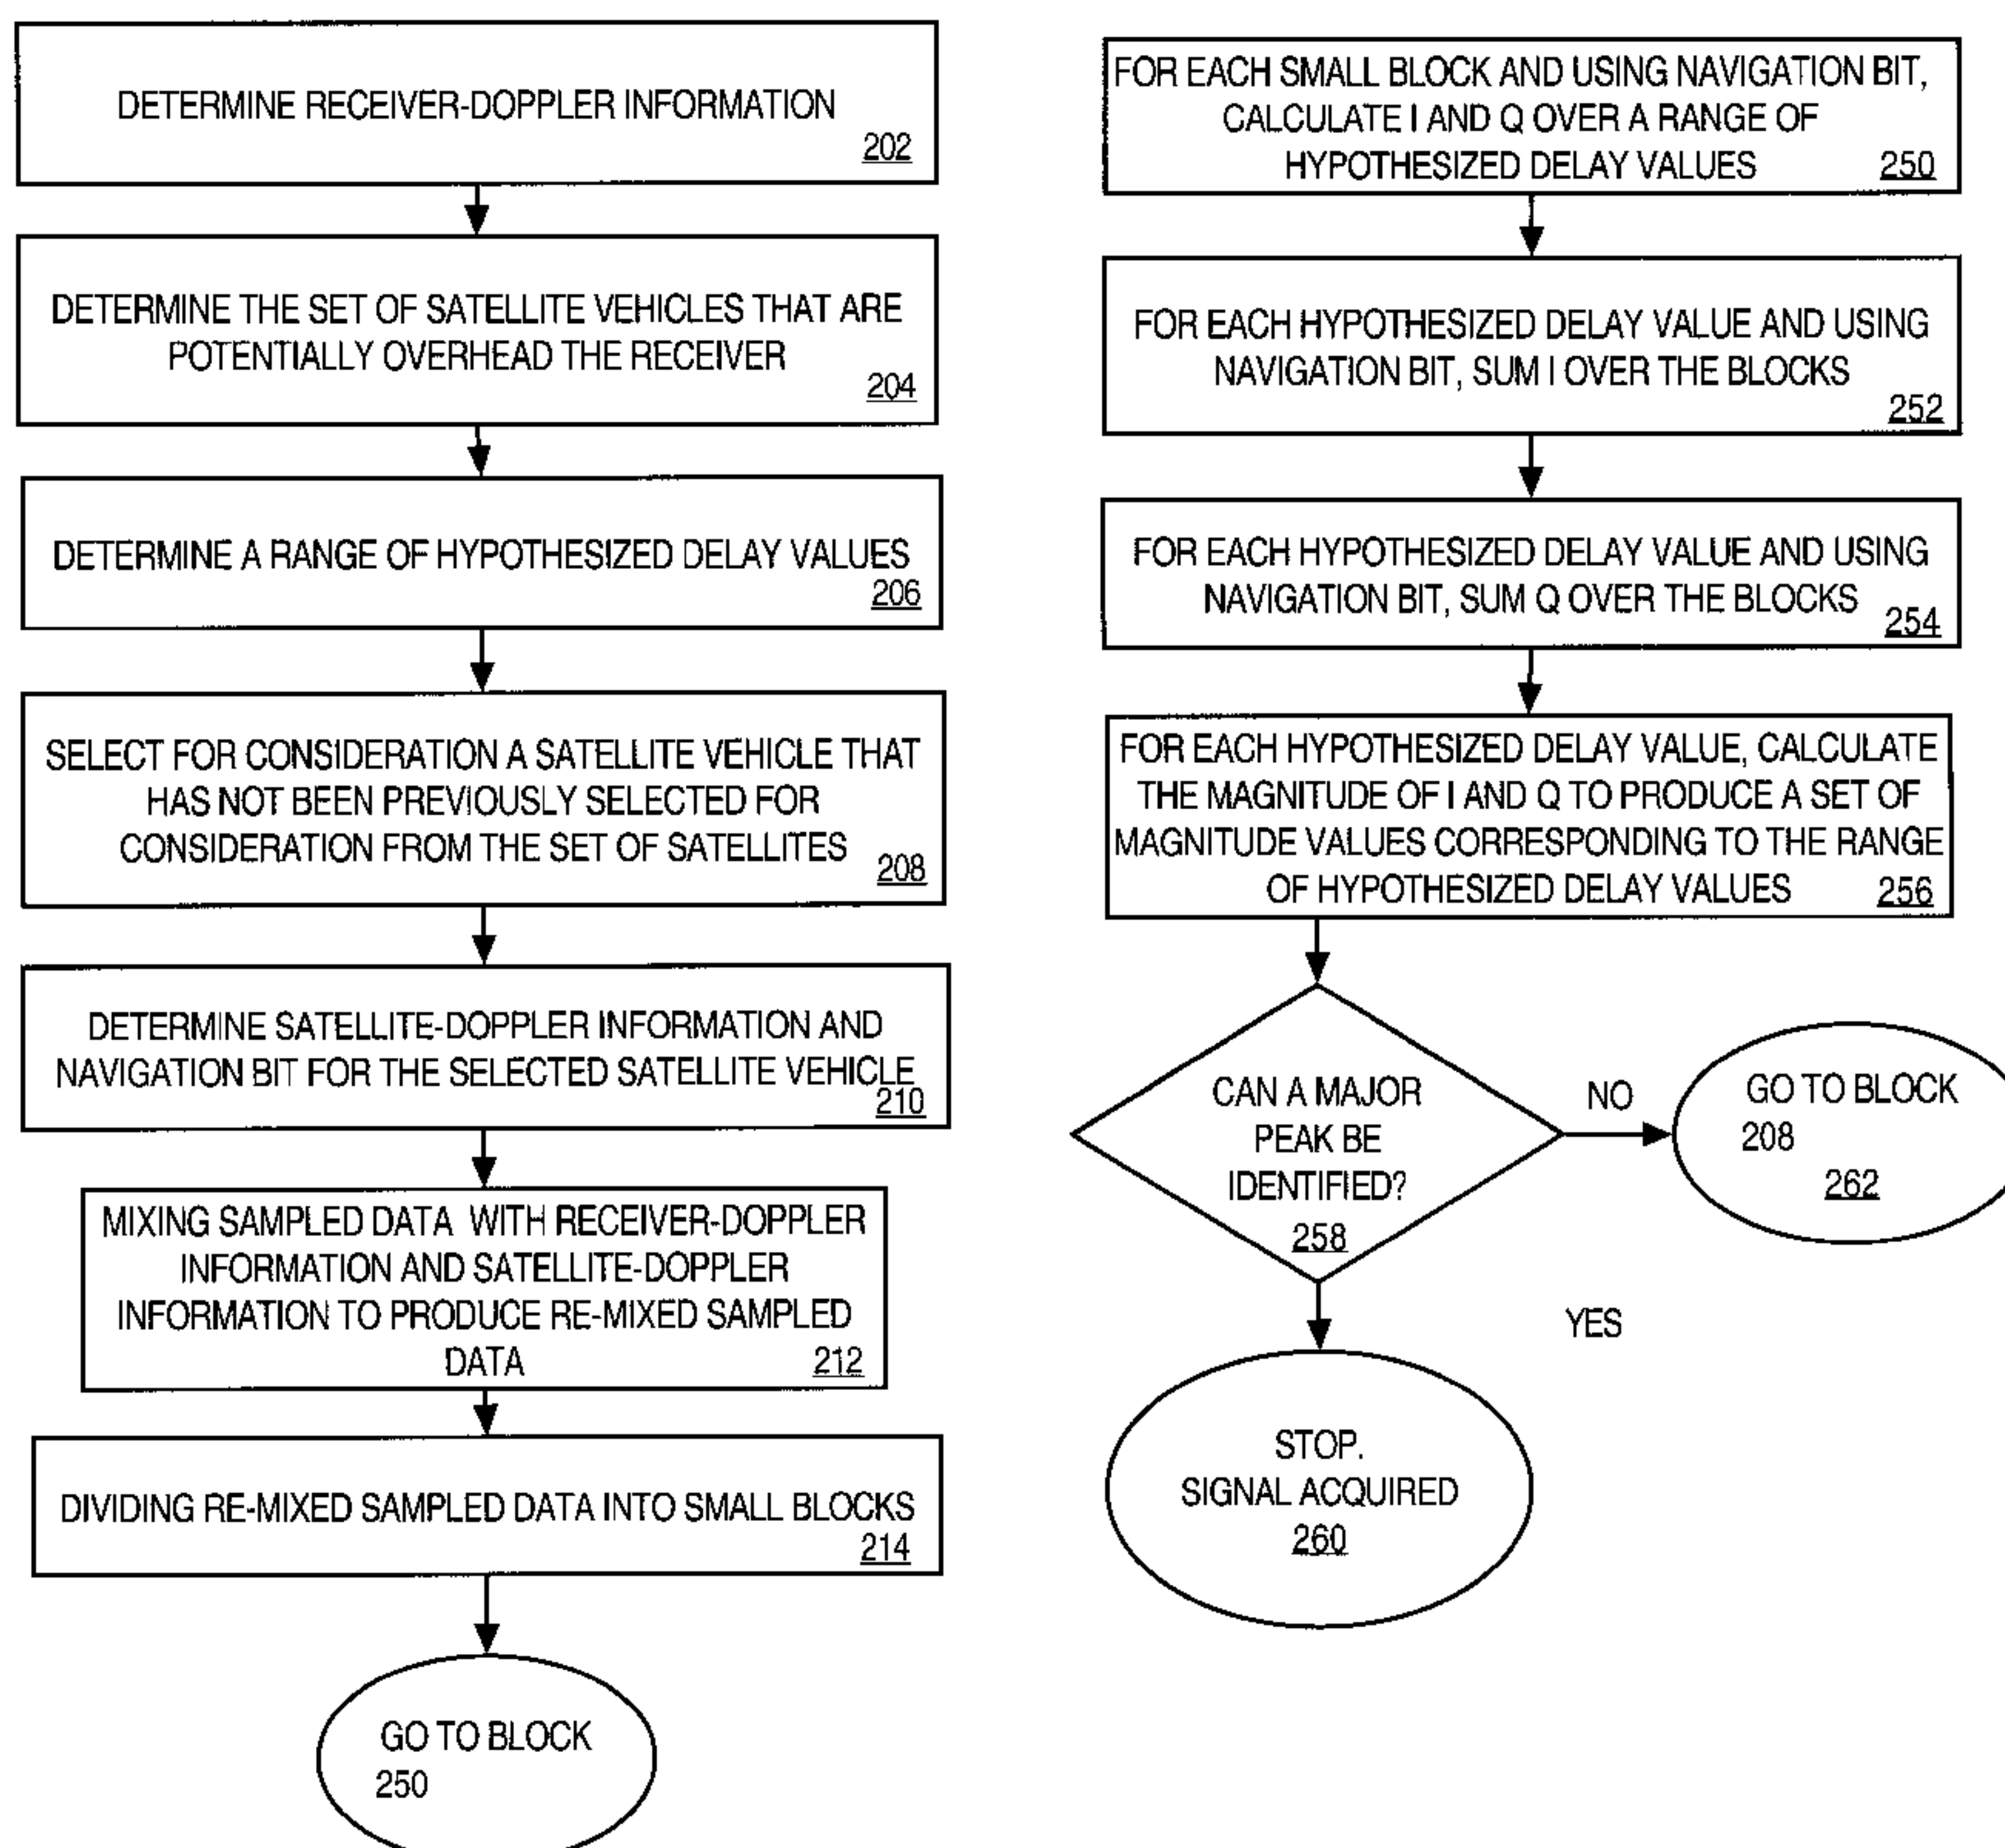 DETERMINE RECEIVER-DOPPLER INFORMATION
202
DETERMINE THE SET OF SATELLITE VEHICLES THAT ARE
POTENTIALLY OVERHEAD THE RECEIVER
204
DETERMINE A RANGE OF HYPOTHESIZED DELAY VALUES
206
SELECT FOR CONSIDERATION A SATELLITE VEHICLE THAT
HAS NOT BEEN PREVIOUSLY SELECTED FOR
CONSIDERATION FROM THE SET OF SATELLITES
208
DETERMINE SATELLITE-DOPPLER INFORMATION AND
NAVIGATION BIT FOR THE SELECTED SATELLITE VEHICLE
210
MIXING SAMPLED DATA WITH RECEIVER-DOPPLER
INFORMATION AND SATELLITE-DOPPLER
INFORMATION TO PRODUCE RE-MIXED SAMPLED
DATA 212
DIVIDING RE-MIXED SAMPLED DATA INTO SMALL BLOCKS
214
GO TO BLOCK
250
FOR EACH SMALL BLOCK AND USING NAVIGATION BIT,
CALCULATE I AND Q OVER A RANGE OF
HYPOTHESIZED DELAY VALUES 250
FOR EACH HYPOTHESIZED DELAY VALUE AND USING
NAVIGATION BIT, SUM I OVER THE BLOCKS
252
FOR EACH HYPOTHESIZED DELAY VALUE AND USING
NAVIGATION BIT, SUM Q OVER THE BLOCKS
254
FOR EACH HYPOTHESIZED DELAY VALUE, CALCULATE
THE MAGNITUDE OF I AND Q TO PRODUCE A SET OF
MAGNITUDE VALUES CORRESPONDING TO THE RANGE
OF HYPOTHESIZED DELAY VALUES 256
CAN A MAJOR
PEAK BE
IDENTIFIED?
258
NO
GO TO BLOCK
208
262
YES
STOP.
SIGNAL ACQUIRED
260